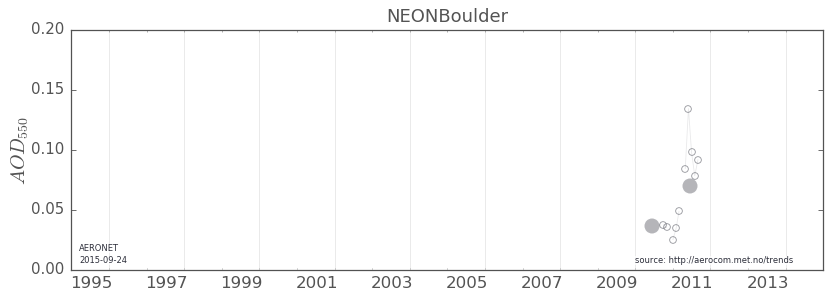 NEONBoulder
0.20
0.15
0.10
0.05
0.00
AOD550
AERONET
2015-09-24
source: http://aerocom.met.no/trends
1995 1997 1999 2001 2003 2005 2007 2009 2011 2013